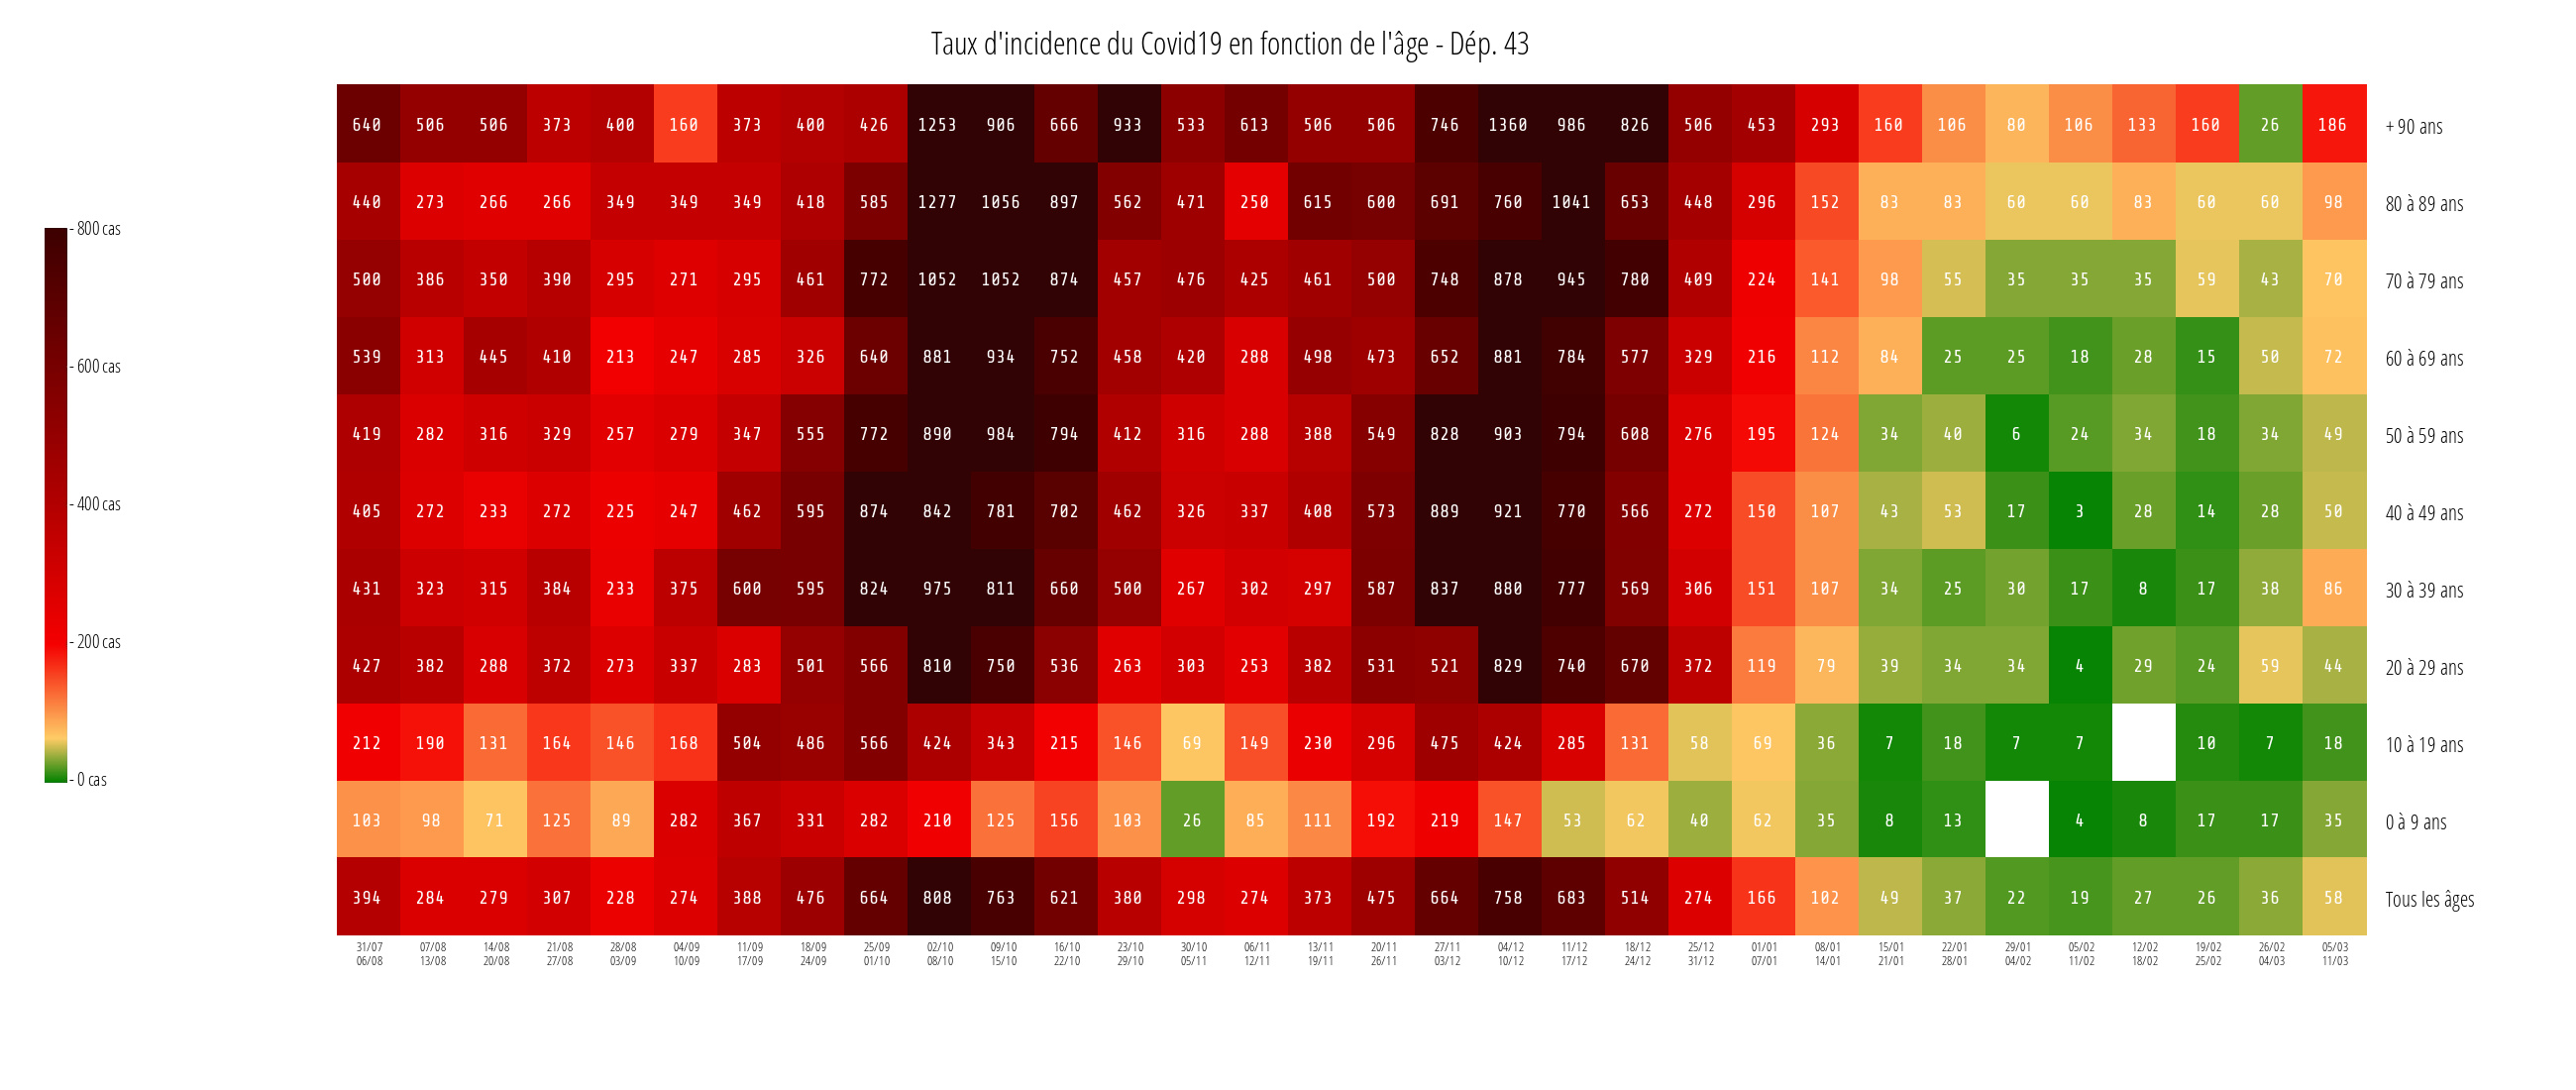 Taux d'incidence du Covid19 en fonction de l'âge - Dép. 43
- 800 cas
- 600 cas
- 400 cas
- 200 cas
- 0 cas
640 506 506 373 400 160 373 400 426 1253 906 666 933 533 613 506 506 746 1360 986 826 506 453 293 160 106 80 106 133 160 26 186 + 90 ans
440 273 266 266 349 349 349 418 585 1277 1056 897 562 471 250 615 600 691 760 1041 653 448 296 152 83 83 60 60 83 60 60 98 80 à 89 ans
500 386 350 390 295 271 295 461 772 1052 1052 874 457 476 425 461 500 748 878 945 780 409 224 141 98 55 35 35 35 59 43 70 70 à 79 ans
539 313 445 410 213 247 285 326 640 881 934 752 458 420 288 498 473 652 881 784 577 329 216 112 84 25 25 18 28 15 50 72 60 à 69 ans
419 282 316 329 257 279 347 555 772 890 984 794 412 316 288 388 549 828 903 794 608 276 195 124 34 40 6 24 34 18 34 49 50 à 59 ans
405 272 233 272 225 247 462 595 874 842 781 702 462 326 337 408 573 889 921 770 566 272 150 107 43 53 17 3 28 14 28 50 40 à 49 ans
431 323 315 384 233 375 600 595 824 975 811 660 500 267 302 297 587 837 880 777 569 306 151 107 34 25 30 17 8 17 38 86 30 à 39 ans
427 382 288 372 273 337 283 501 566 810 750 536 263 303 253 382 531 521 829 740 670 372 119 79 39 34 34 4 29 24 59 44 20 à 29 ans
212 190 131 164 146 168 504 486 566 424 343 215 146 69 149 230 296 475 424 285 131 58 69 36 7 18 7 7 10 7 18 10 à 19 ans
103 98 71 125 89 282 367 331 282 210 125 156 103 26 85 111 192 219 147 53 62 40 62 35 8 13 4 8 17 17 35 0 à 9 ans
394 284 279 307 228 274 388 476 664 808 763 621 380 298 274 373 475 664 758 683 514 274 166 102 49 37 22 19 27 26 36 58 Tous les âges
31/07 07/08 14/08 21/08 28/08 04/09 11/09 18/09 25/09 02/10 09/10 16/10 23/10 30/10 06/11 13/11 20/11 27/11 04/12 11/12 18/12 25/12 01/01 08/01 15/01 22/01 29/01 05/02 12/02 19/02 26/02 05/03
06/08 13/08 20/08 27/08 03/09 10/09 17/09 24/09 01/10 08/10 15/10 22/10 29/10 05/11 12/11 19/11 26/11 03/12 10/12 17/12 24/12 31/12 07/01 14/01 21/01 28/01 04/02 11/02 18/02 25/02 04/03 11/03